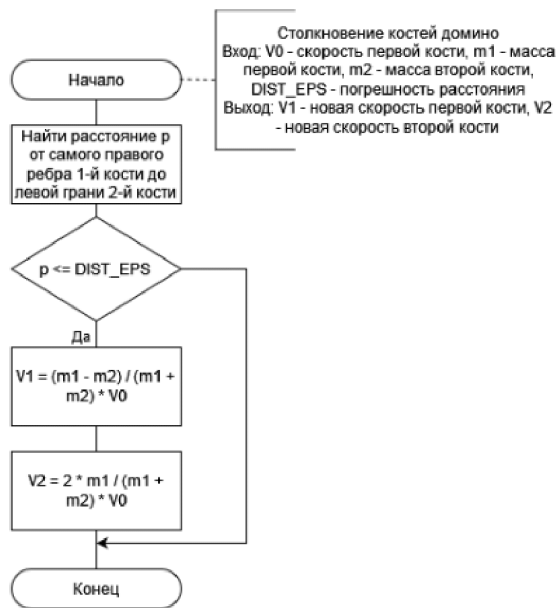 Столкновение костей домино
Вход: V0 - скорость первой кости, m1 - масса
первой кости, m2 - масса второй кости,
DIST_EPS - погрешность расстояния
Выход: V1 - новая скорость первой кости, V2
- новая скорость второй кости
Начало
Найти расстояние p
от самого правого
ребра 1-й кости до
левой грани 2-й кости
p <= DIST_EPS
Да
V1 = (m1 - m2) / (m1 +
m2) * V0
V2 = 2 * m1 / (m1 +
m2) * V0
Конец